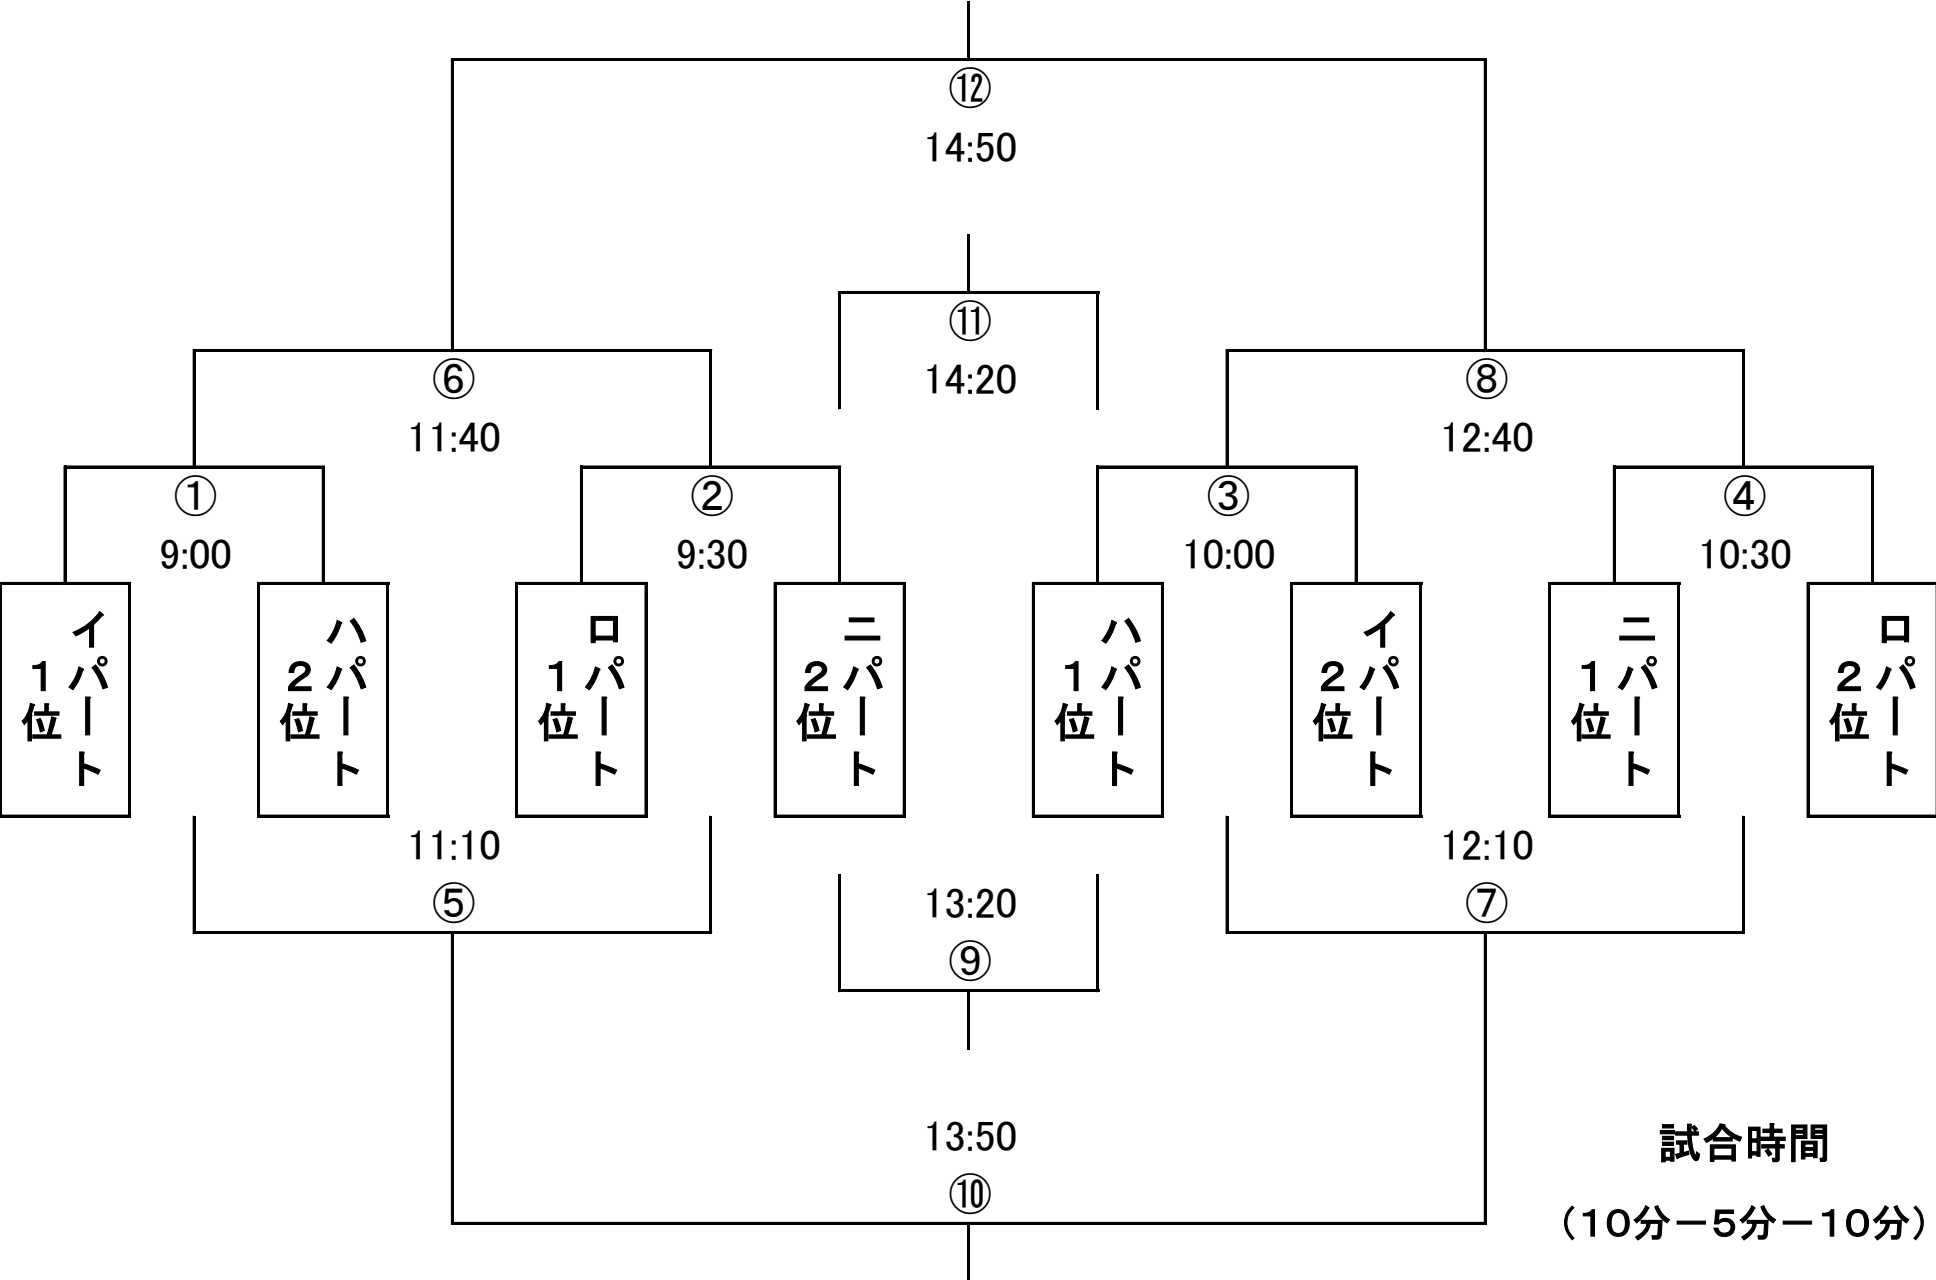 ⑫
14:50
⑪
14:20
⑥
11:40
⑧
12:40
①
9:00
②
9:30
③
10:00
④
10:30
イパート
1位
ハパート
2位
ロパート
1位
ニパート
2位
ハパート
1位
イパート
2位
ニパート
1位
ロパート
2位
11:10
⑤
12:10
⑦
13:20
⑨
13:50
⑩
試合時間
（10分－5分－10分）